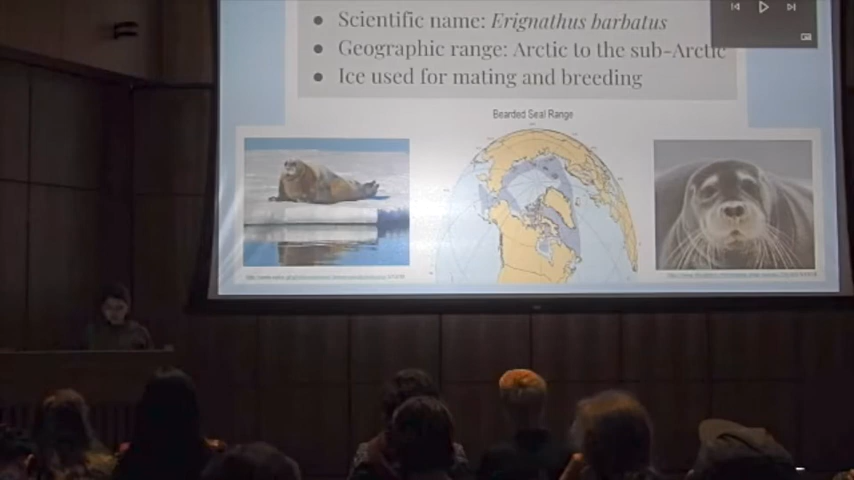 Scientific name: Erignathus barbatus
Geographic range: Arctic to the sub-Arctic
Ice used for mating and breeding
Bearded Seal Range